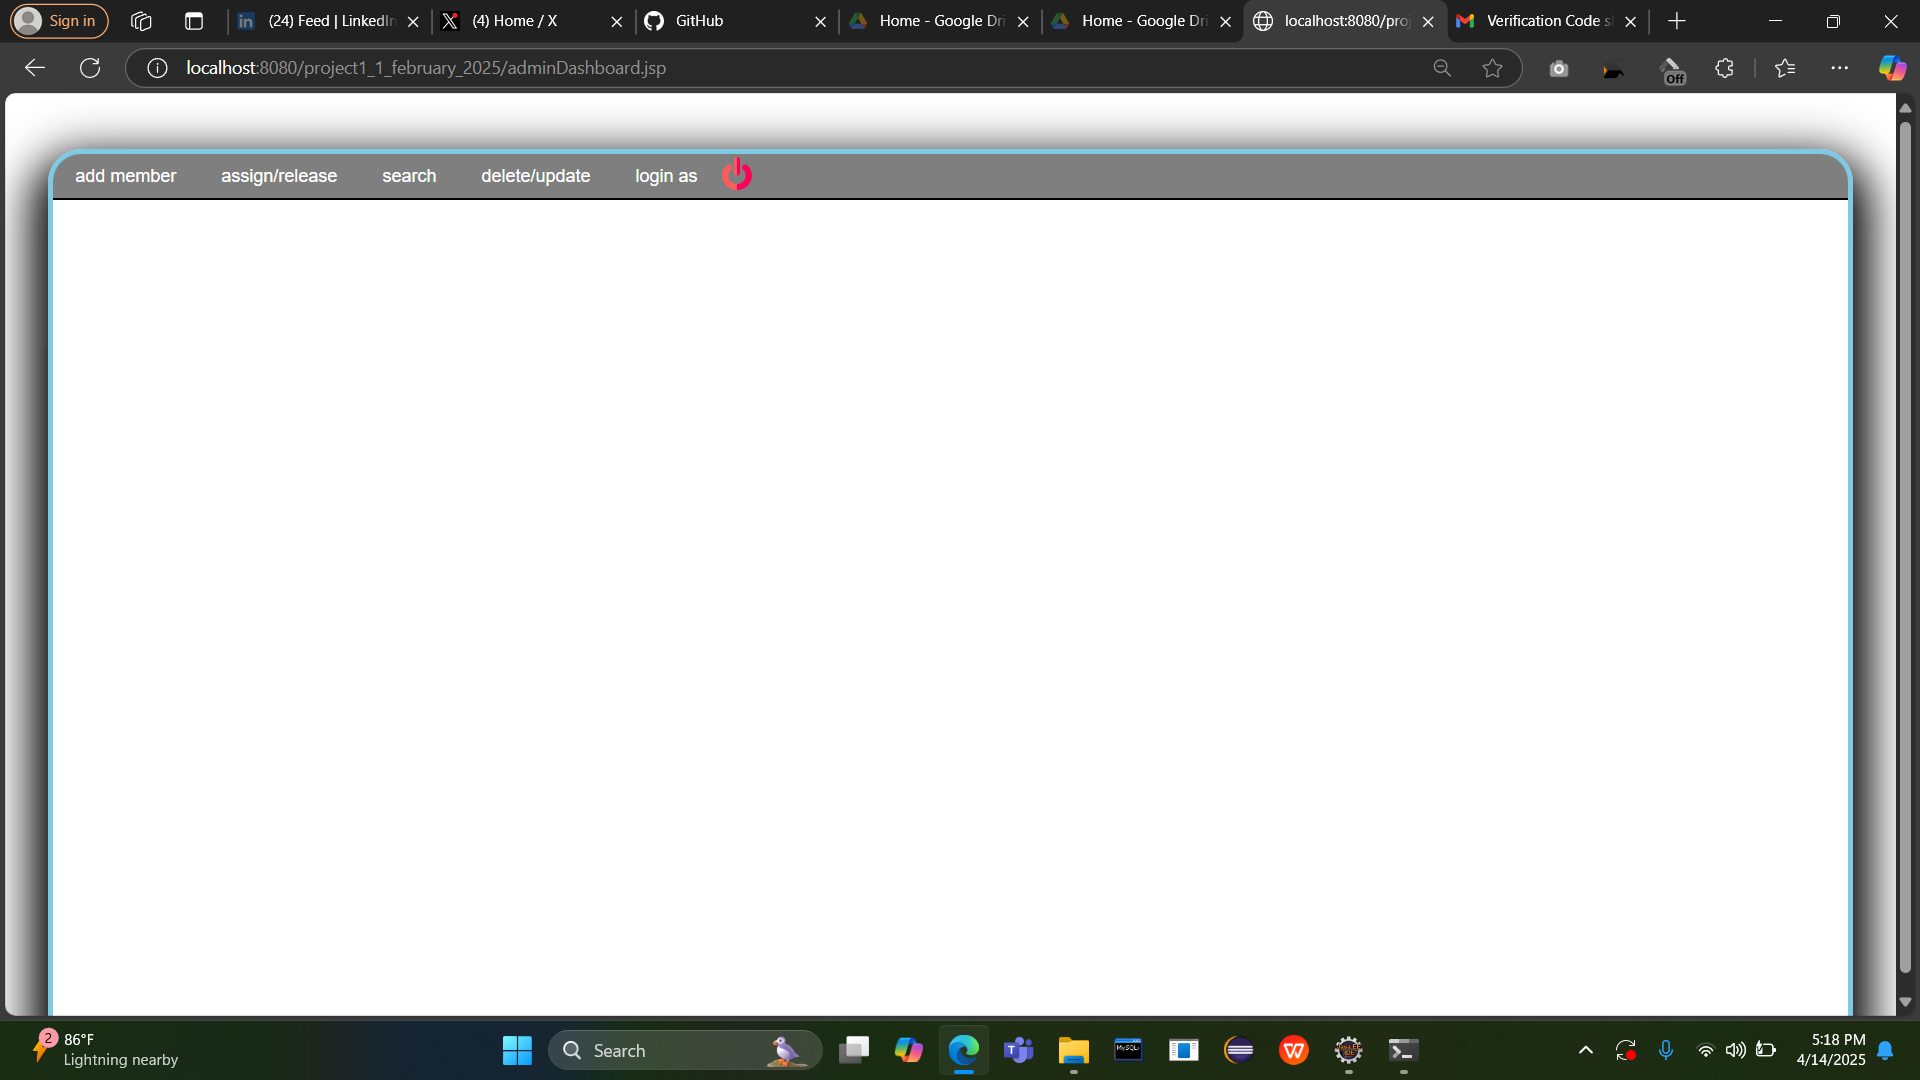 Sign in
(24) Feed | LinkedIn
(4) Home / X
GitHub
Home - Google Dri
Home - Google Dri
localhost:8080/proj
Verification Code sl
localhost:8080/project1_1_february_2025/adminDashboard.jsp
Off
add member
assign/release
search
delete/update
login as
2
86°F
Lightning nearby
Search
MySQL
5:18 PM
4/14/2025